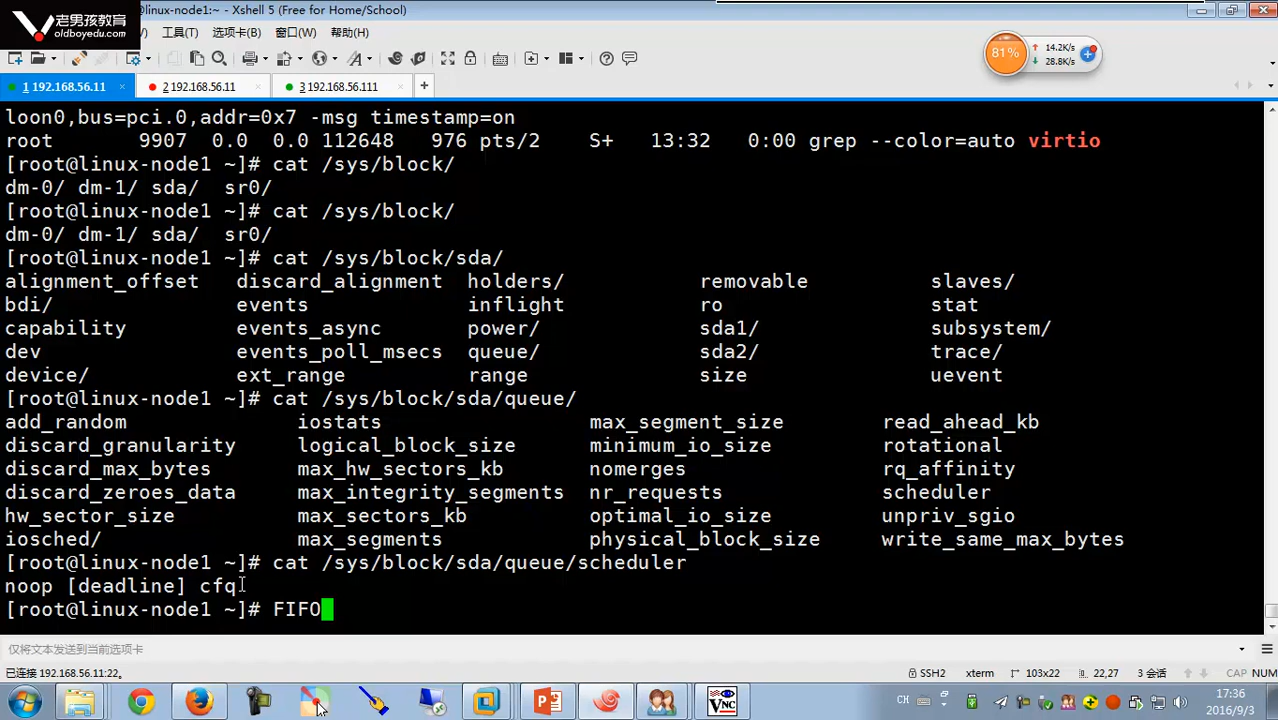 老男孩教育
oldboyedu.com
@linux-node1:~ - Xshell 5 (Free for Home/School)
工具(T) 选项卡(B) 窗口(W) 帮助(H)
81% 14.2K/s
28.8K/s
1 192.168.56.11 2 192.168.56.11 3 192.168.56.111
loon0,bus=pci.0,addr=0x7 -msg timestamp=on
root 9907 0.0 0.0 112648 976 pts/2 S+ 13:32 0:00 grep --color=auto virtio
[root@linux-node1 ~]# cat /sys/block/
dm-0/ dm-1/ sda/ sr0/
[root@linux-node1 ~]# cat /sys/block/
dm-0/ dm-1/ sda/ sr0/
[root@linux-node1 ~]# cat /sys/block/sda/
alignment_offset discard_alignment holders/ removable slaves/
bdi/ events inflight ro stat
capability events_async power/ sda1/ subsystem/
dev events_poll_msecs queue/ sda2/ trace/
device/ ext_range range size uevent
[root@linux-node1 ~]# cat /sys/block/sda/queue/
add_random iostats max_segment_size read_ahead_kb
discard_granularity logical_block_size minimum_io_size rotational
discard_max_bytes max_hw_sectors_kb nomerges rq_affinity
discard_zeroes_data max_integrity_segments nr_requests scheduler
hw_sector_size max_sectors_kb optimal_io_size unpriv_sgio
iosched/ max_segments physical_block_size write_same_max_bytes
[root@linux-node1 ~]# cat /sys/block/sda/queue/scheduler
noop [deadline] cfq
[root@linux-node1 ~]# FIFO
仅将文本发送到当前选项卡
已连接 192.168.56.11:22。 SSH2 xterm 103x22 22,27 3 会话 CAP NUM
CH 17:36
2016/9/3